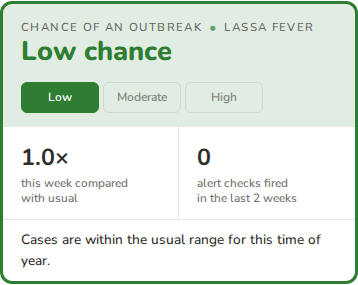 CHANCE OF AN OUTBREAK • LASSA FEVER
Low chance
Low Moderate High
1.0×
this week compared
with usual
0
alert checks fired
in the last 2 weeks
Cases are within the usual range for this time of
year.